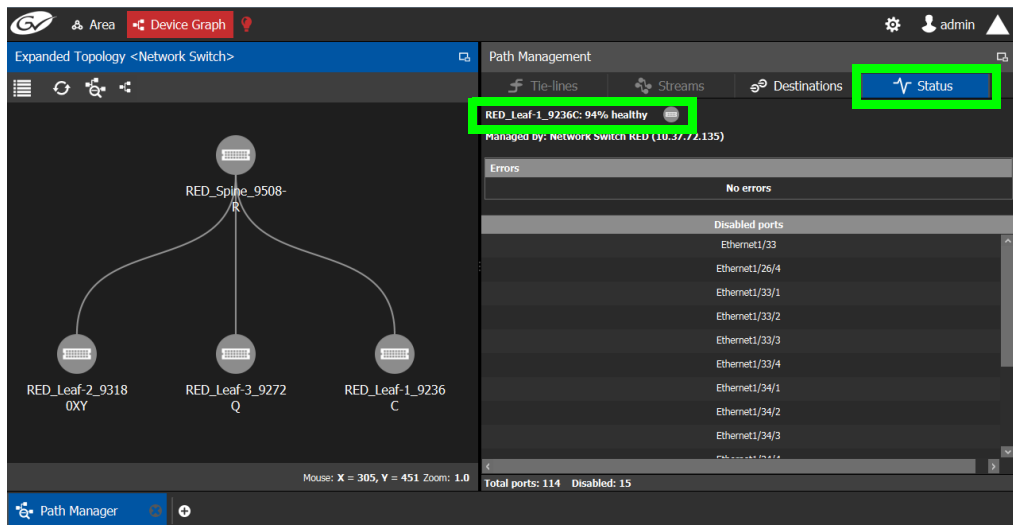 GV Area Device Graph admin
Expanded Topology <Network Switch>
Path Management
Tie-lines Streams Destinations Status
RED_Leaf-1_9236C: 94% healthy
Managed by: Network Switch RED (10.37.72.135)
Errors
No errors
Disabled ports
Ethernet1/33
Ethernet1/26/4
Ethernet1/33/1
Ethernet1/33/2
Ethernet1/33/3
Ethernet1/33/4
Ethernet1/34/1
Ethernet1/34/2
Ethernet1/34/3
Ethernet1/34/4
Total ports: 114 Disabled: 15
RED_Spine_9508-
R
RED_Leaf-2_9318
0XY
RED_Leaf-3_9272
Q
RED_Leaf-1_9236
C
Mouse: X = 305, Y = 451 Zoom: 1.0
Path Manager